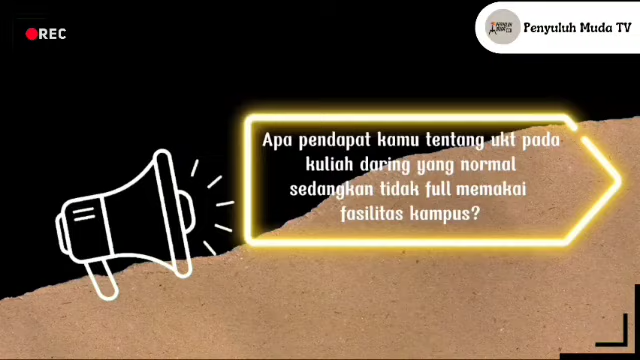 REC
Penyuluh Muda TV
Apa pendapat kamu tentang ukt pada
kuliah daring yang normal
sedangkan tidak full memakai
fasilitas kampus?